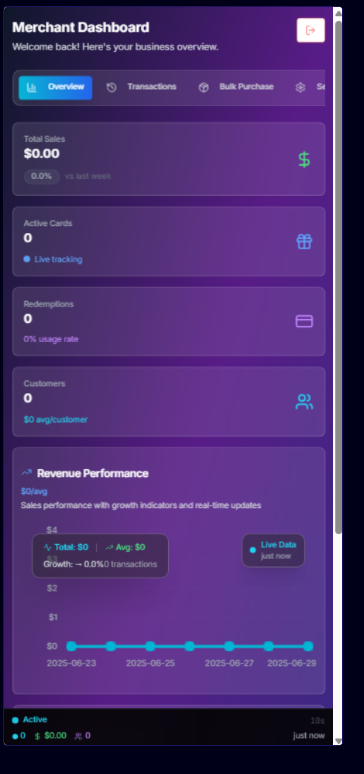 Merchant Dashboard
Welcome back! Here's your business overview.
Overview Transactions Bulk Purchase Se
Total Sales
$0.00
0.0% vs last week
Active Cards
0
Live tracking
Redemptions
0
0% usage rate
Customers
0
$0 avg/customer
Revenue Performance
$0/avg
Sales performance with growth indicators and real-time updates
$4
Total: $0 | Avg: $0
Growth: → 0.0%0 transactions
Live Data
just now
$3
$2
$1
$0
2025-06-23 2025-06-25 2025-06-27 2025-06-29
Active
0 $ $0.00 0
just now